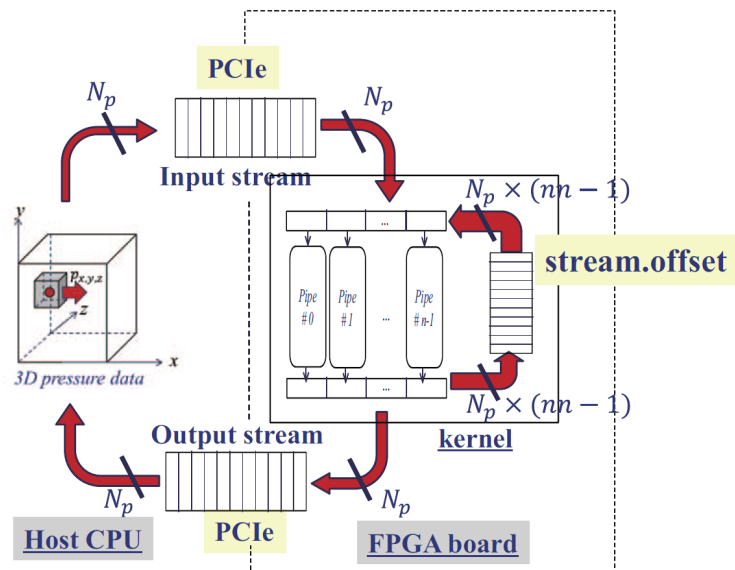 PCIe
N_p
N_p
Input stream
N_p × (nn − 1)
y
p_{x,y,z}
z
x
3D pressure data
...
Pipe
# 0
Pipe
# 1
...
Pipe
# n-1
stream.offset
...
N_p × (nn − 1)
Output stream
kernel
N_p
N_p
PCIe
Host CPU
FPGA board